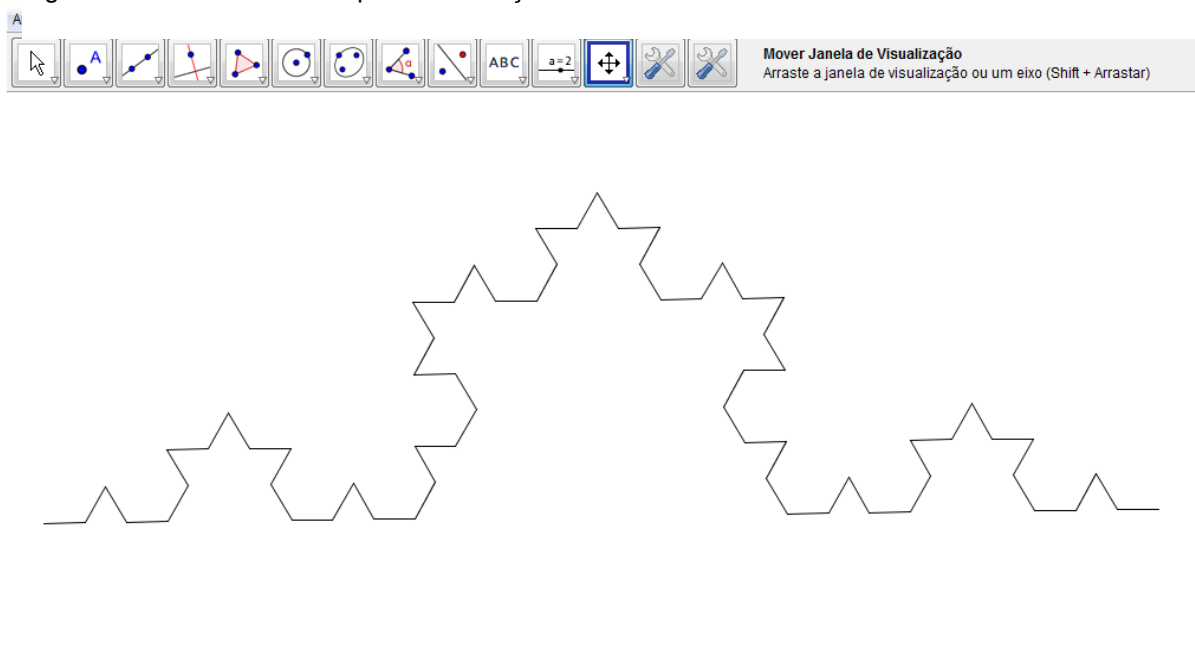 A
A
α
ABC
a=2
Mover Janela de Visualização
Arraste a janela de visualização ou um eixo (Shift + Arrastar)